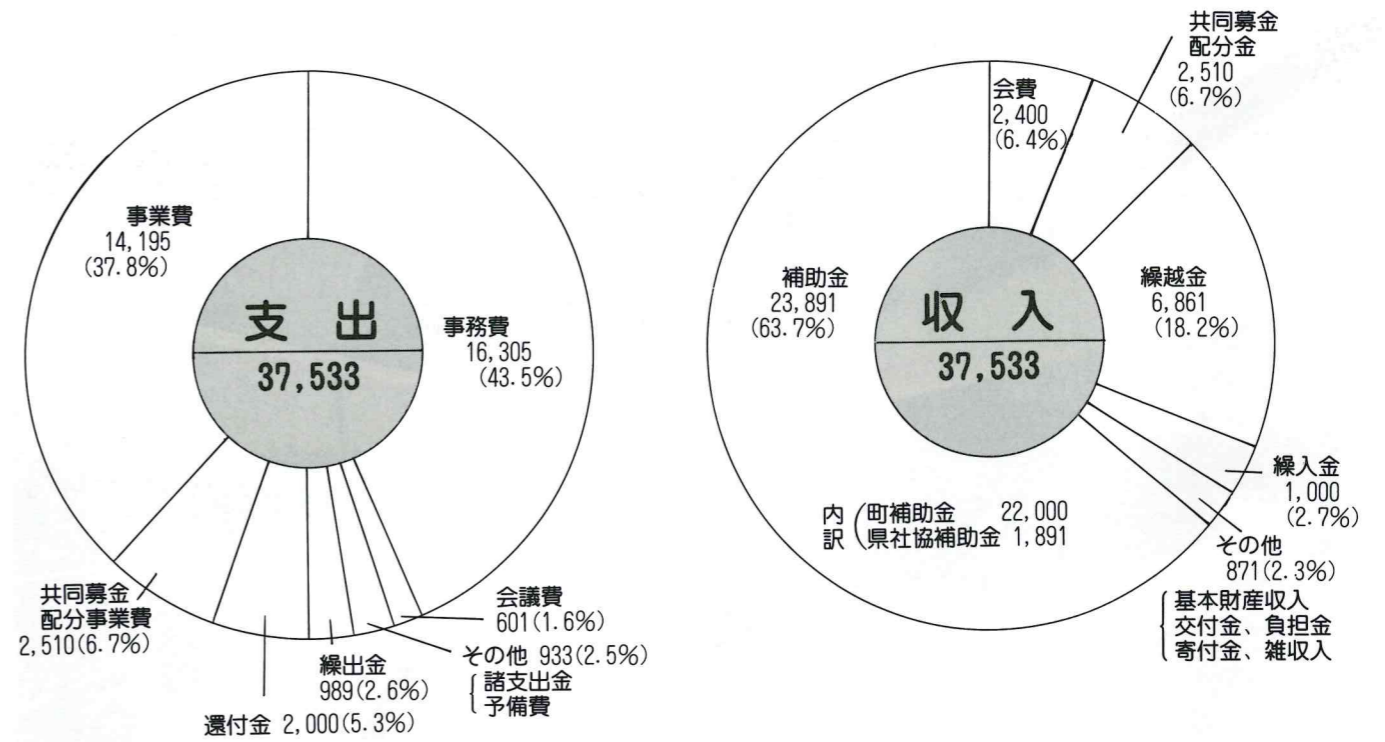 支 出
37,533
事務費
16,305
(43.5%)
会議費
601(1.6%)
その他 933(2.5%)
諸支出金
予備費
繰出金
989(2.6%)
還付金 2,000(5.3%)
共同募金
配分事業費
2,510(6.7%)
事業費
14,195
(37.8%)
収 入
37,533
会費
2,400
(6.4%)
共同募金
配分金
2,510
(6.7%)
繰越金
6,861
(18.2%)
繰入金
1,000
(2.7%)
その他
871(2.3%)
基本財産収入
交付金、負担金
寄付金、雑収入
補助金
23,891
(63.7%)
内訳
町補助金 22,000
県社協補助金 1,891